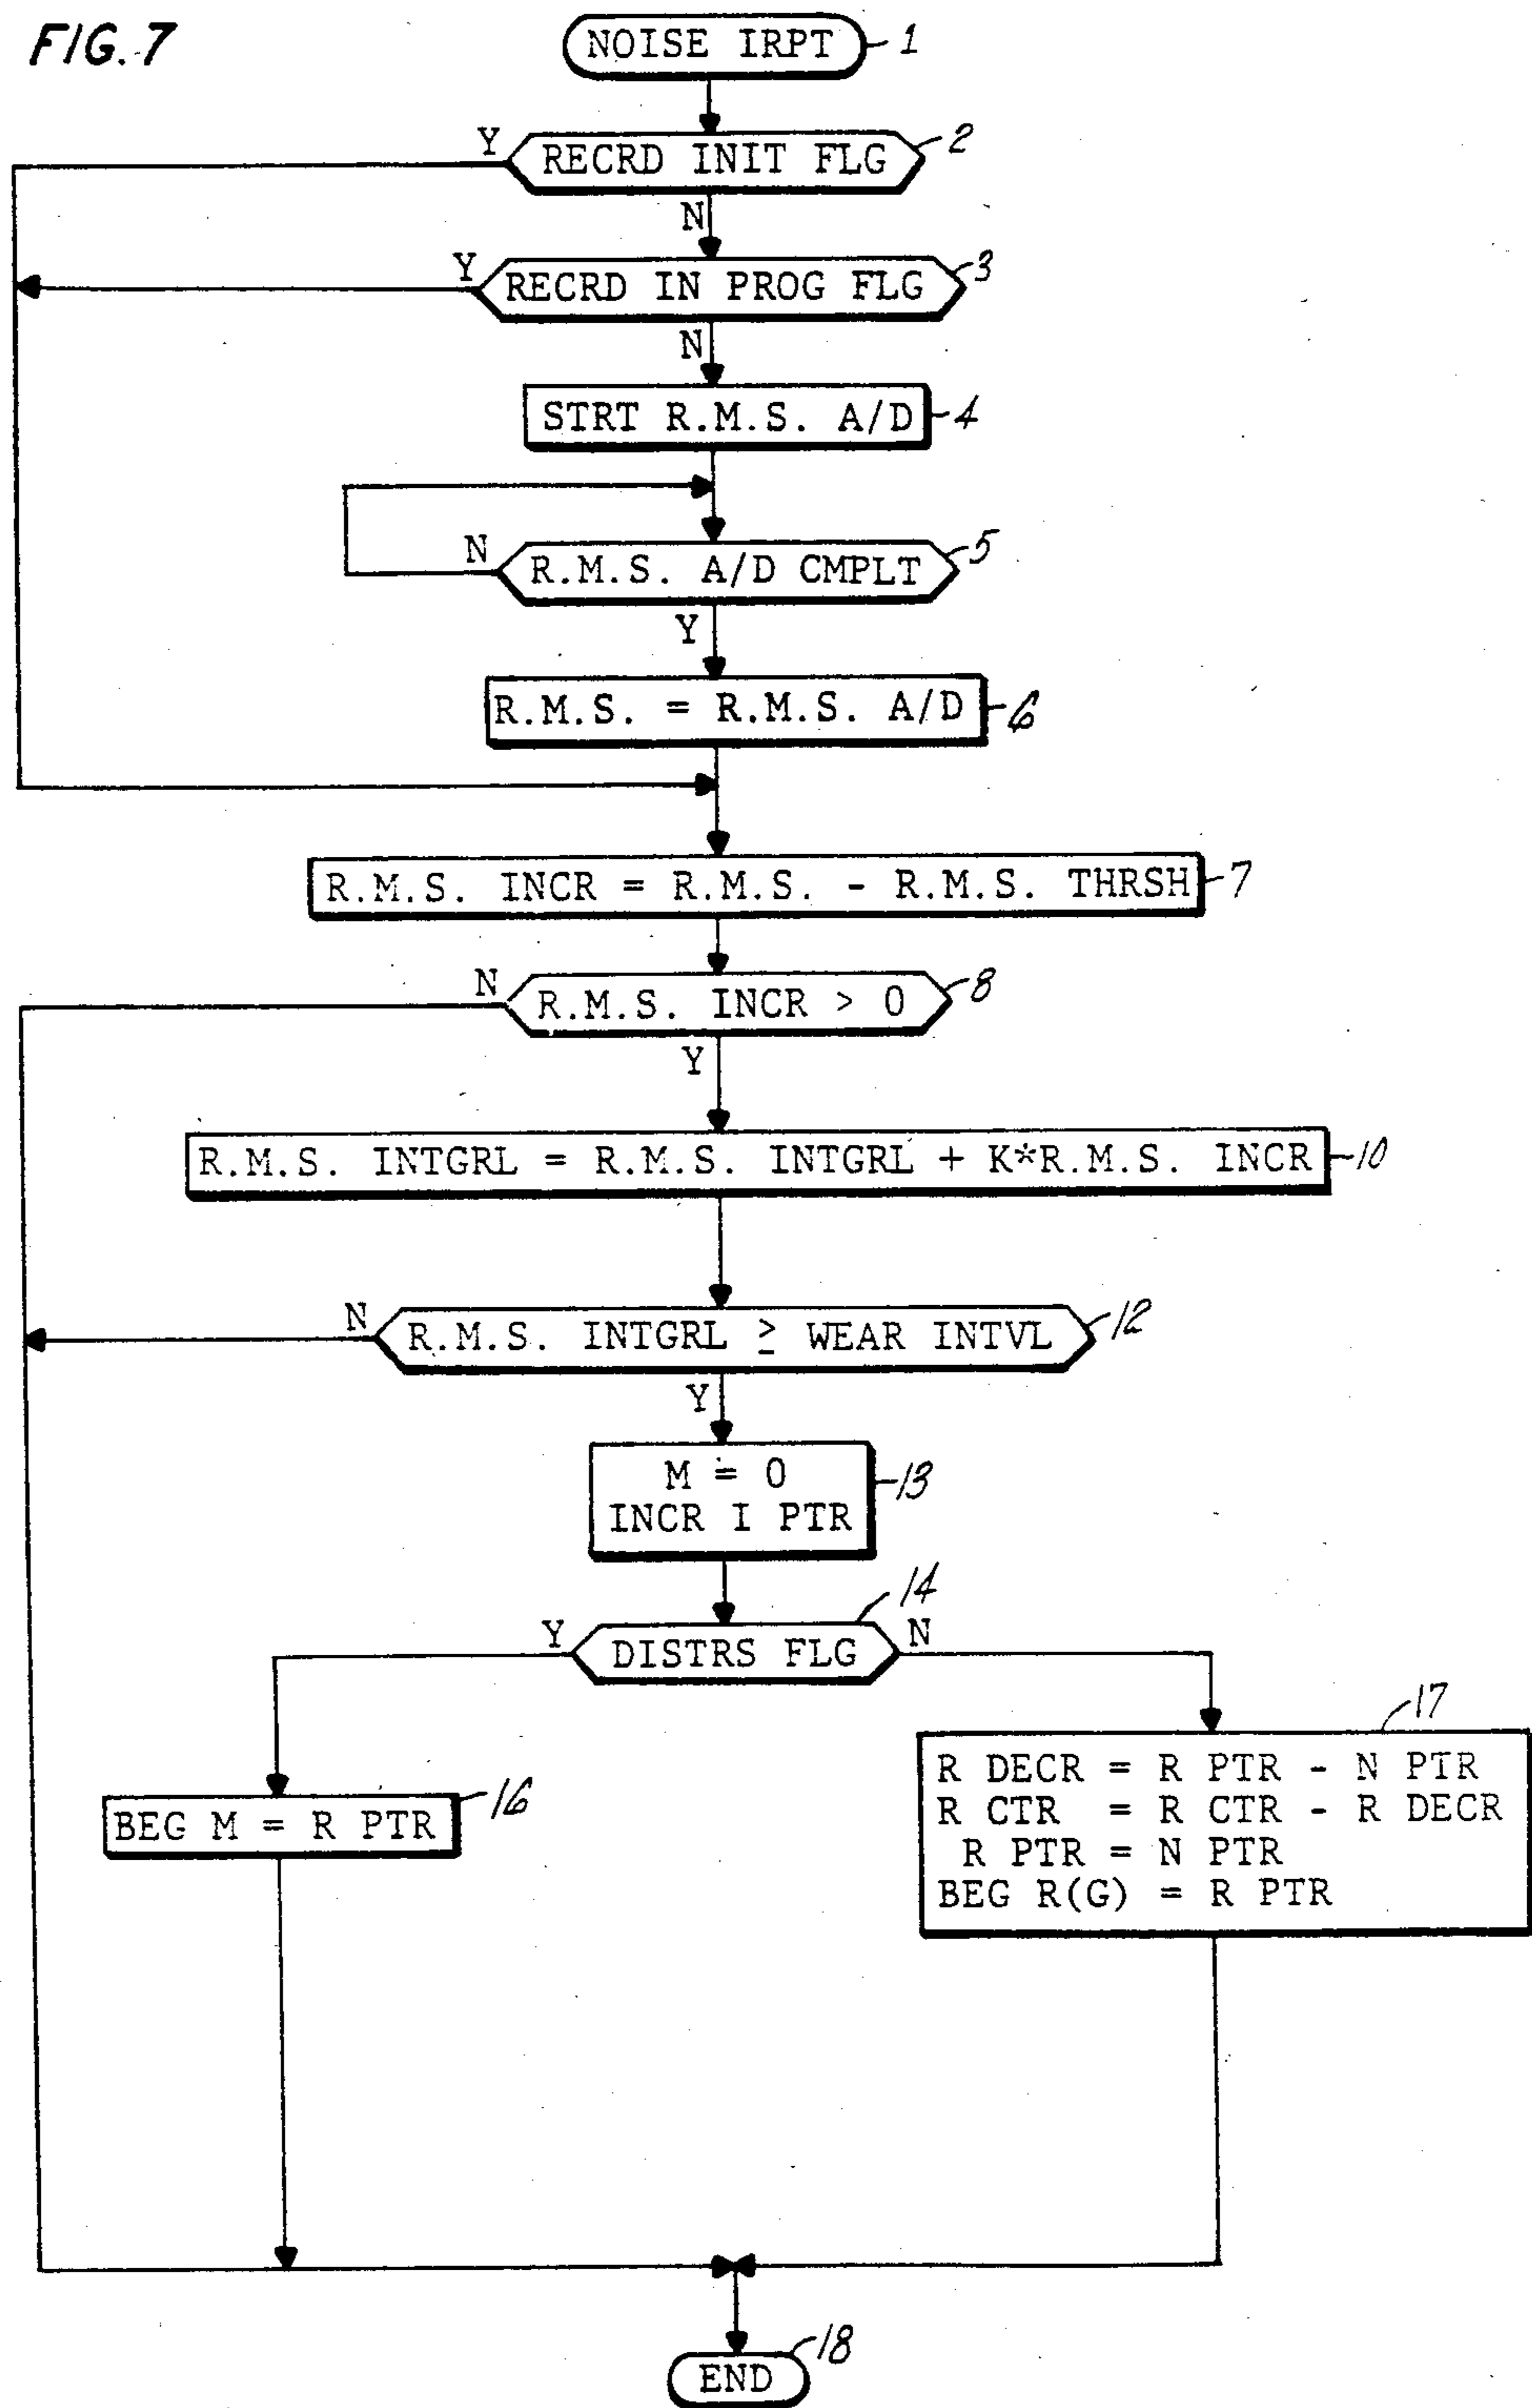 FIG. 7
NOISE IRPT
1
Y
RECRD INIT FLG
2
N
Y
RECRD IN PROG FLG
3
N
STRT R.M.S. A/D
4
N
R.M.S. A/D CMPLT
5
Y
R.M.S. = R.M.S. A/D
6
R.M.S. INCR = R.M.S. - R.M.S. THRSH
7
N
R.M.S. INCR > 0
8
Y
R.M.S. INTGRL = R.M.S. INTGRL + K*R.M.S. INCR
10
N
R.M.S. INTGRL ≥ WEAR INTVL
12
Y
M = 0
INCR I PTR
13
14
Y
DISTRS FLG
N
BEG M = R PTR
16
17
R DECR = R PTR - N PTR
R CTR = R CTR - R DECR
R PTR = N PTR
BEG R(G) = R PTR
18
END